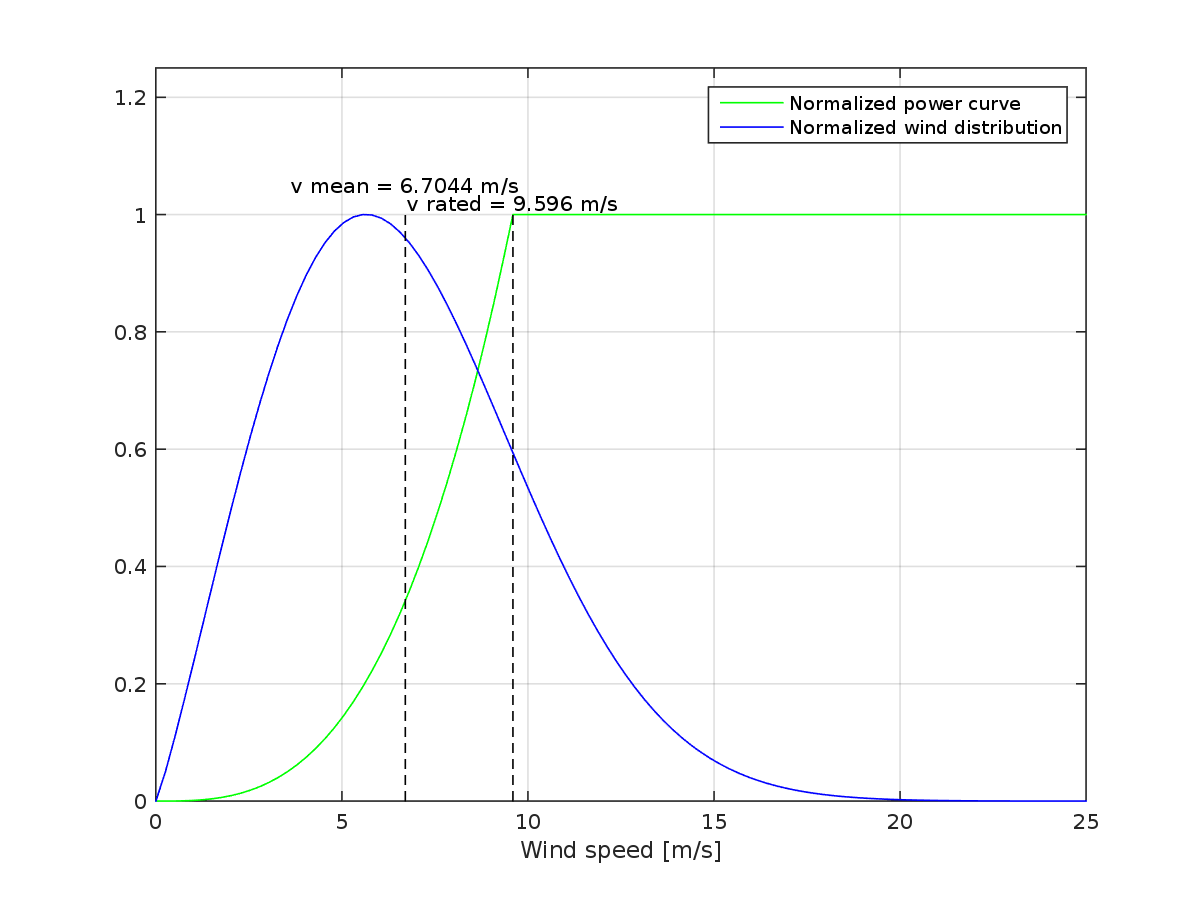 1.2
1
0.8
0.6
0.4
0.2
0
Normalized power curve
Normalized wind distribution
v mean = 6.7044 m/s
v rated = 9.596 m/s
0 5 10 15 20 25
Wind speed [m/s]